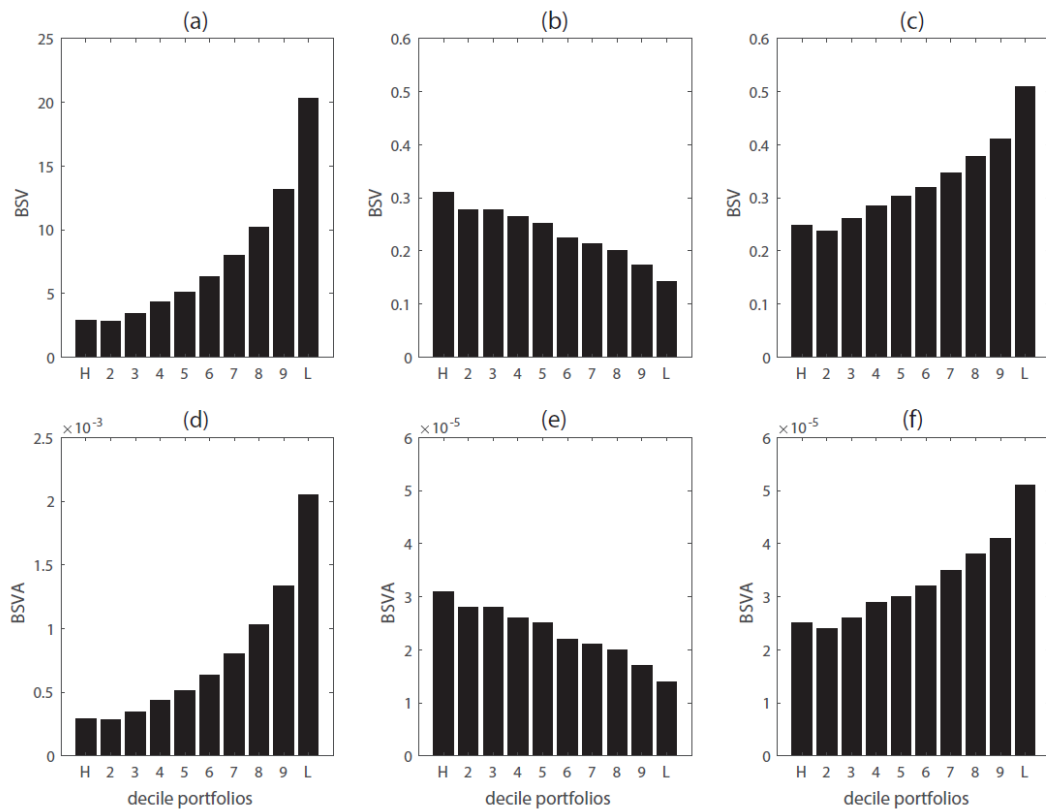 (a)
25
20
15
10
5
0
BSV
H 2 3 4 5 6 7 8 9 L
(b)
0.6
0.5
0.4
0.3
0.2
0.1
0
BSV
H 2 3 4 5 6 7 8 9 L
(c)
0.6
0.5
0.4
0.3
0.2
0.1
0
BSV
H 2 3 4 5 6 7 8 9 L
(d)
×10⁻³
2.5
2
1.5
1
0.5
0
BSVA
H 2 3 4 5 6 7 8 9 L
decile portfolios
(e)
×10⁻⁵
6
5
4
3
2
1
0
BSVA
H 2 3 4 5 6 7 8 9 L
decile portfolios
(f)
×10⁻⁵
6
5
4
3
2
1
0
BSVA
H 2 3 4 5 6 7 8 9 L
decile portfolios